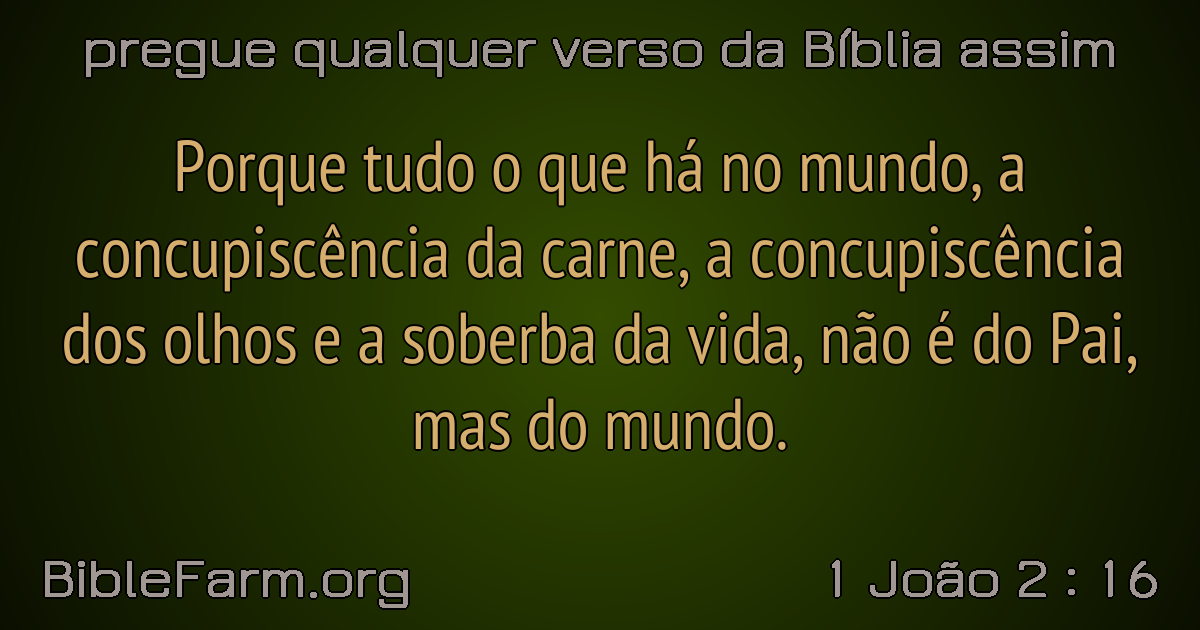 pregue qualquer verso da Bíblia assim
Porque tudo o que há no mundo, a
concupiscência da carne, a concupiscência
dos olhos e a soberba da vida, não é do Pai,
mas do mundo.
BibleFarm.org
1 João 2 : 16